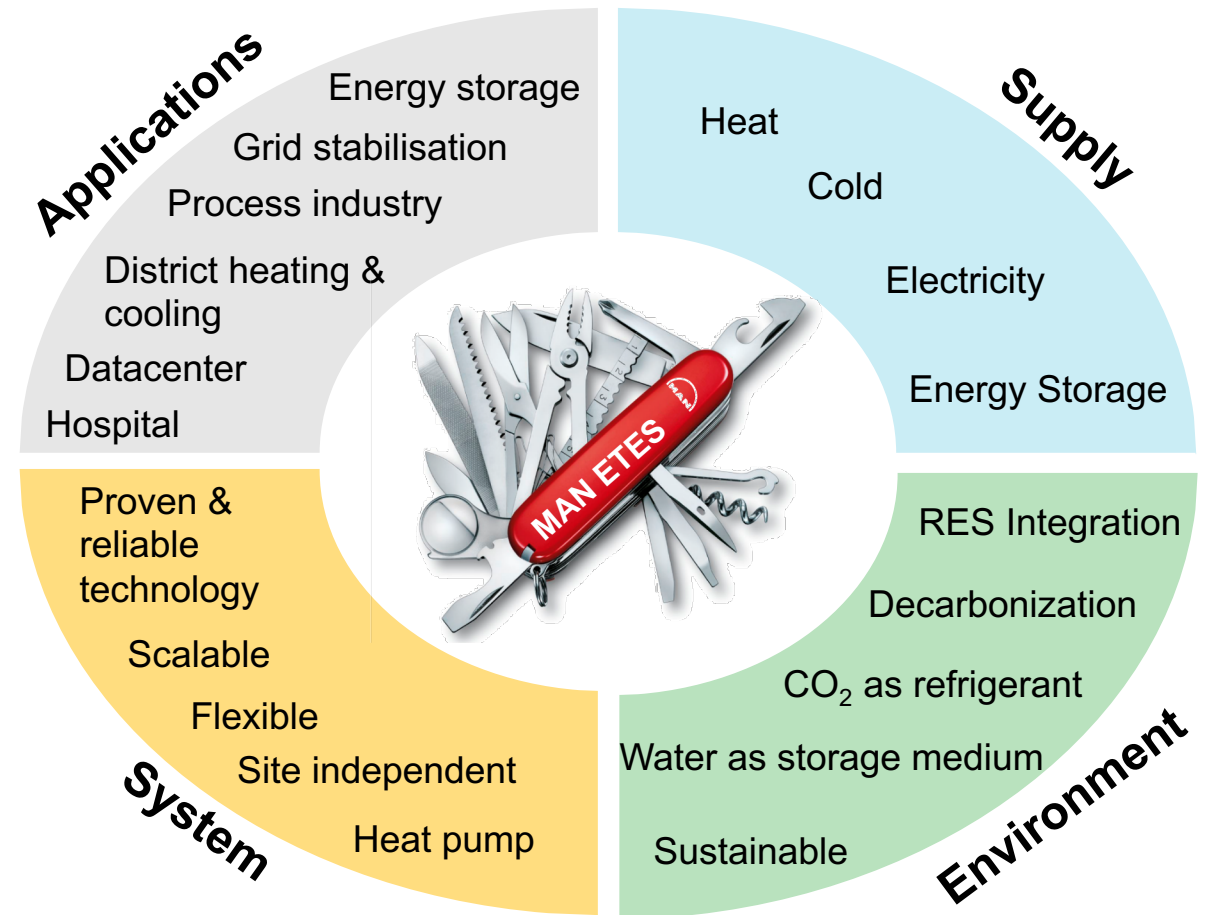 Applications
Energy storage
Grid stabilisation
Process industry
District heating &
cooling
Datacenter
Hospital
Supply
Heat
Cold
Electricity
Energy Storage
MAN
MAN ETES
System
Proven &
reliable
technology
Scalable
Flexible
Site independent
Heat pump
Environment
RES Integration
Decarbonization
CO₂ as refrigerant
Water as storage medium
Sustainable